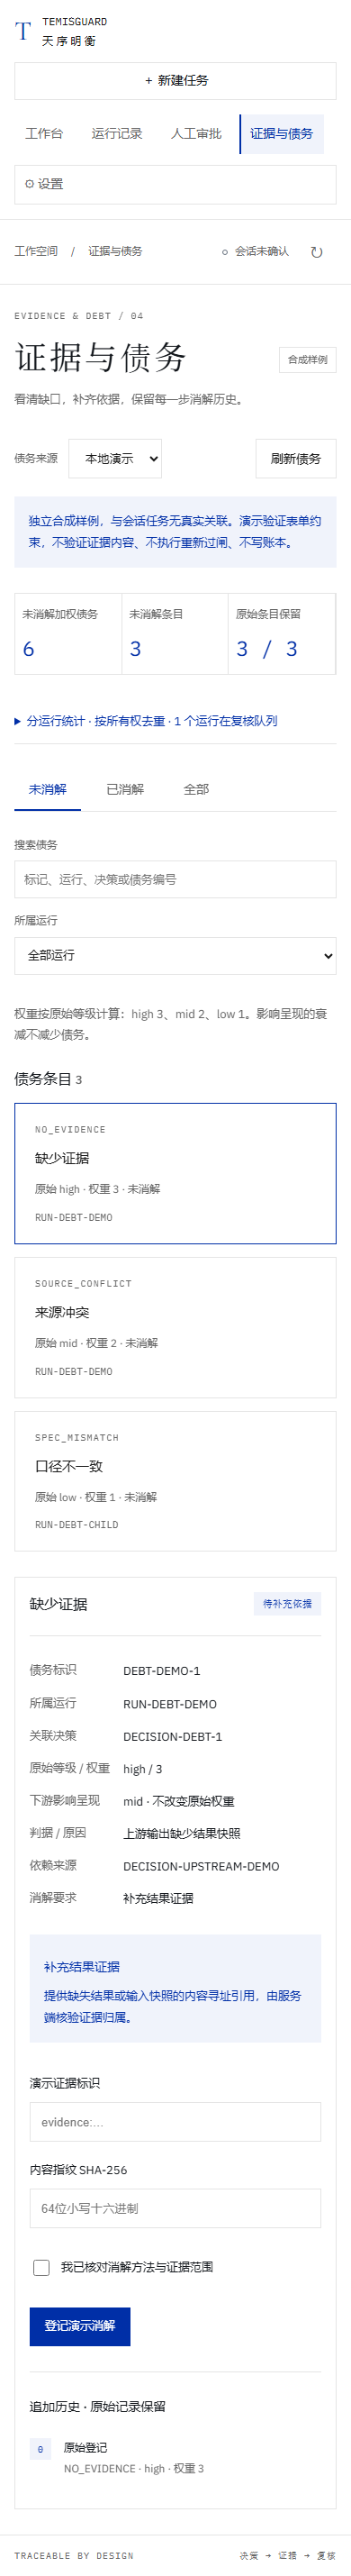 T TEMISGUARD
天序明衡
+ 新建任务
工作台 运行记录 人工审批 证据与债务
设置
工作空间 / 证据与债务 会话未确认
EVIDENCE & DEBT / 04
证据与债务 合成样例
看清缺口，补齐依据，保留每一步消解历史。
债务来源 本地演示 刷新债务
独立合成样例，与会话任务无真实关联。演示验证表单约
束，不验证证据内容、不执行重新过闸、不写账本。
未消解加权债务 未消解条目 原始条目保留
6 3 3 / 3
分运行统计 · 按所有权去重 · 1 个运行在复核队列
未消解 已消解 全部
搜索债务
标记、运行、决策或债务编号
所属运行
全部运行
权重按原始等级计算：high 3、mid 2、low 1。影响呈现的衰
减不减少债务。
债务条目 3
NO_EVIDENCE
缺少证据
原始 high · 权重 3 · 未消解
RUN-DEBT-DEMO
SOURCE_CONFLICT
来源冲突
原始 mid · 权重 2 · 未消解
RUN-DEBT-DEMO
SPEC_MISMATCH
口径不一致
原始 low · 权重 1 · 未消解
RUN-DEBT-CHILD
缺少证据 待补充依据
债务标识 DEBT-DEMO-1
所属运行 RUN-DEBT-DEMO
关联决策 DECISION-DEBT-1
原始等级 / 权重 high / 3
下游影响呈现 mid · 不改变原始权重
判据 / 原因 上游输出缺少结果快照
依赖来源 DECISION-UPSTREAM-DEMO
消解要求 补充结果证据
补充结果证据
提供缺失结果或输入快照的内容寻址引用，由服务
端核验证据归属。
演示证据标识
evidence:...
内容指纹 SHA-256
64位小写十六进制
我已核对消解方法与证据范围
登记演示消解
追加历史 · 原始记录保留
0 原始登记
NO_EVIDENCE · high · 权重 3
TRACEABLE BY DESIGN 决策 → 证据 → 复核